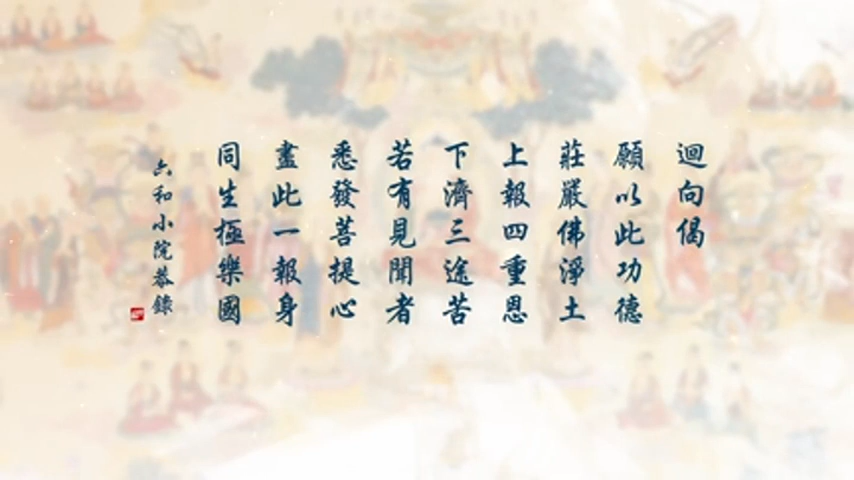 迴向偈
願以此功德
莊嚴佛淨土
上報四重恩
下濟三途苦
若有見聞者
悉發菩提心
盡此一報身
同生極樂國
六和小院恭錄